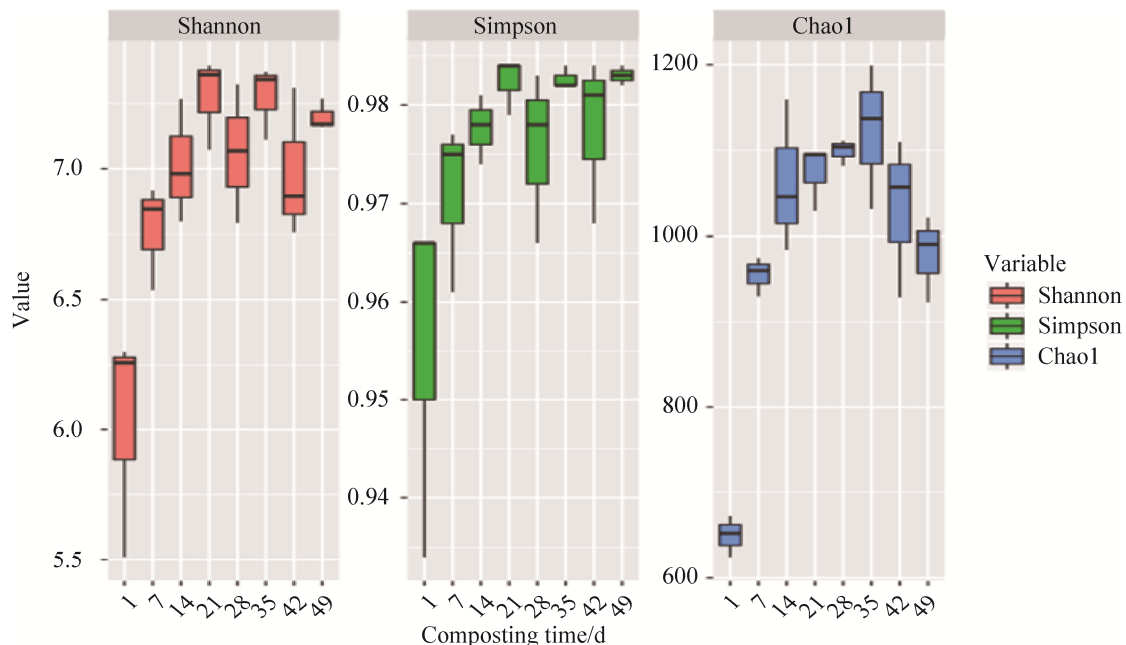 Shannon
Simpson
Chao1
Value
7.0
6.5
6.0
5.5
0.98
0.97
0.96
0.95
0.94
1200
1000
800
600
1 7 14 21 28 35 42 49
1 7 14 21 28 35 42 49
1 7 14 21 28 35 42 49
Composting time/d
Variable
Shannon
Simpson
Chao1